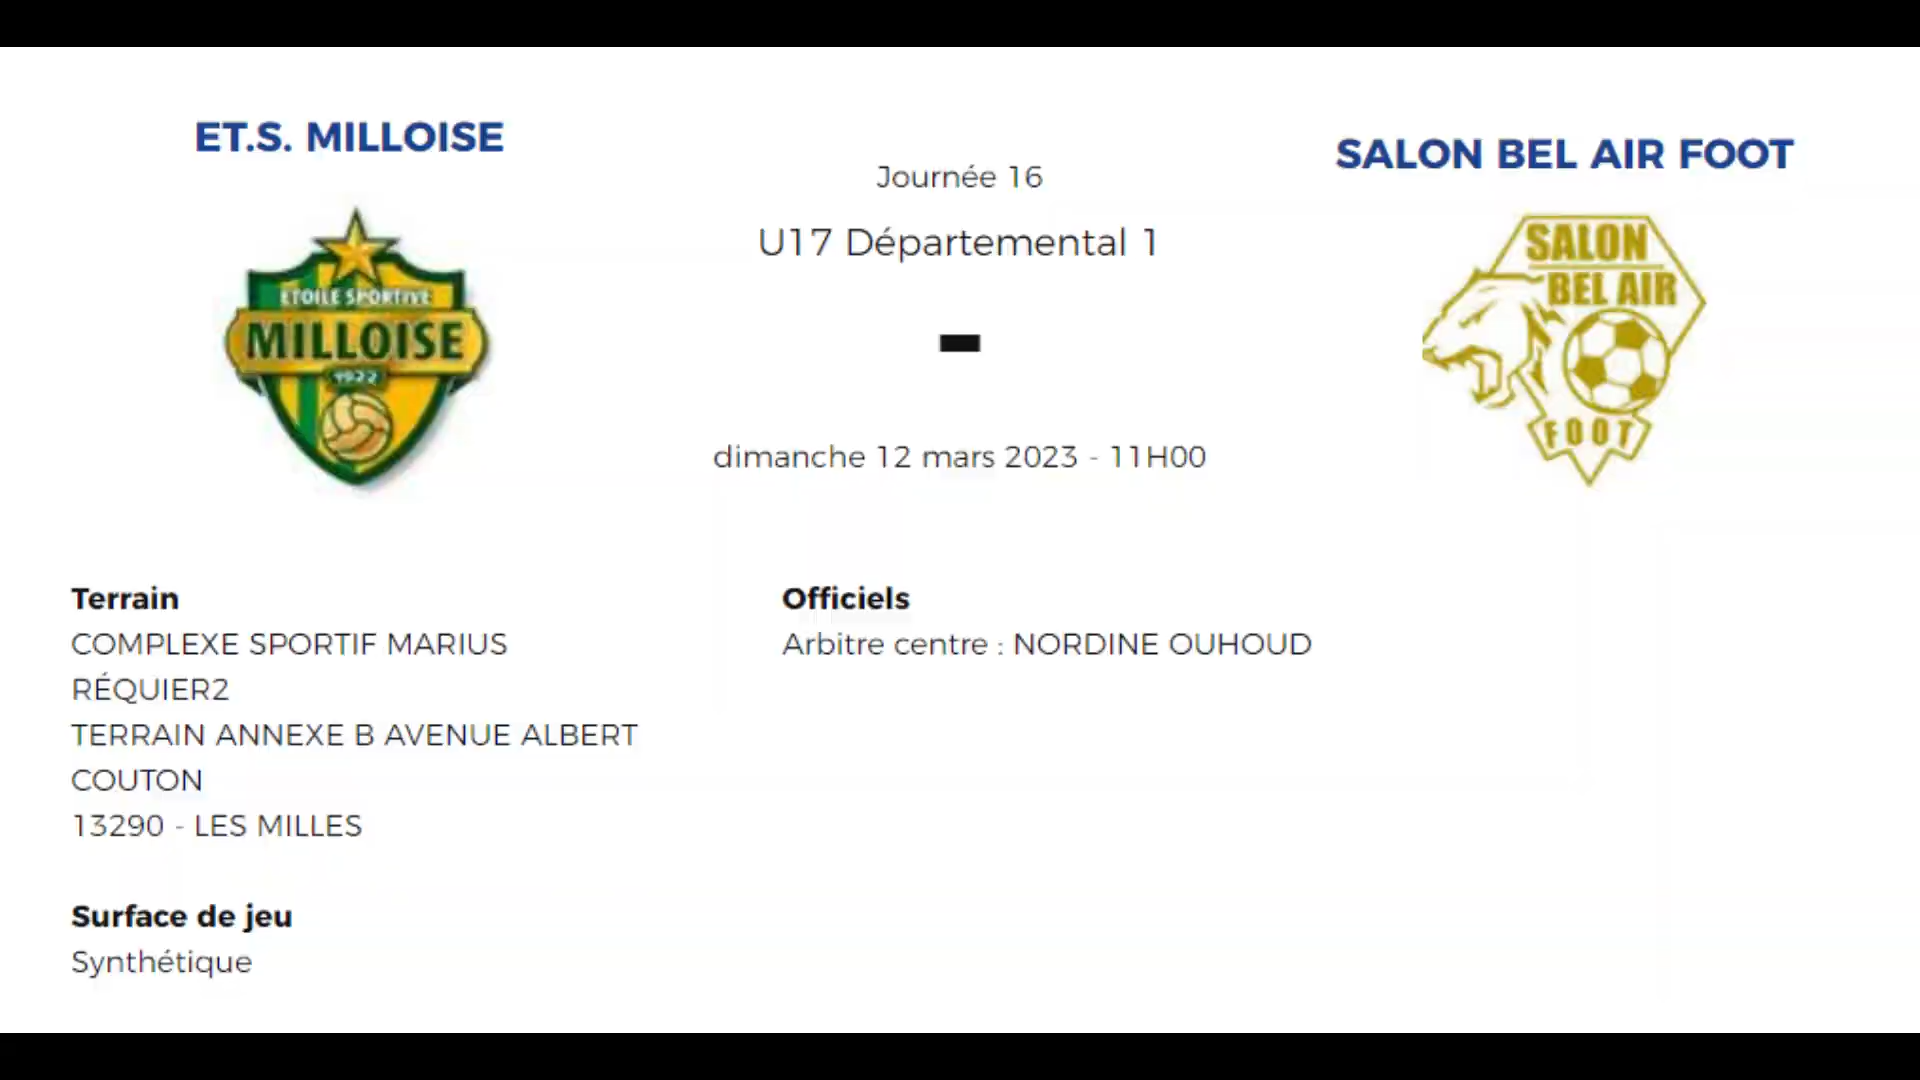 ET.S. MILLOISE
ETOILE SPORTIVE
MILLOISE
1922
Journée 16
U17 Départemental 1
-
dimanche 12 mars 2023 - 11H00
SALON BEL AIR FOOT
SALON
BEL AIR
FOOT
Terrain
COMPLEXE SPORTIF MARIUS
RÉQUIER2
TERRAIN ANNEXE B AVENUE ALBERT
COUTON
13290 - LES MILLES
Surface de jeu
Synthétique
Officiels
Arbitre centre : NORDINE OUHOUD